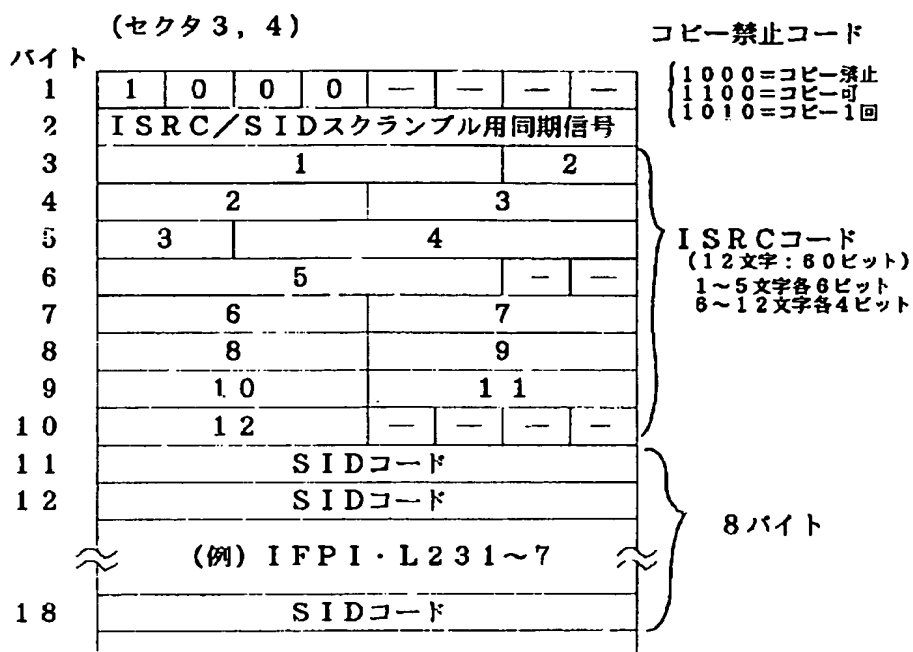 (セクタ3,4)
バイト
コピー禁止コード
1000=コピー禁止
1100=コピー可
1010=コピー1回
1 1 0 0 0 — — — —
2 ISRC/SIDスクランブル用同期信号
3 1 2
4 2 3
5 3 4
6 5 — —
7 6 7
8 8 9
9 10 11
10 12 — — — —
ISRCコード
(12文字:60ビット)
1~5文字各6ビット
6~12文字各4ビット
11 SIDコード
12 SIDコード
(例) IFPI・L231~7
18 SIDコード
8バイト